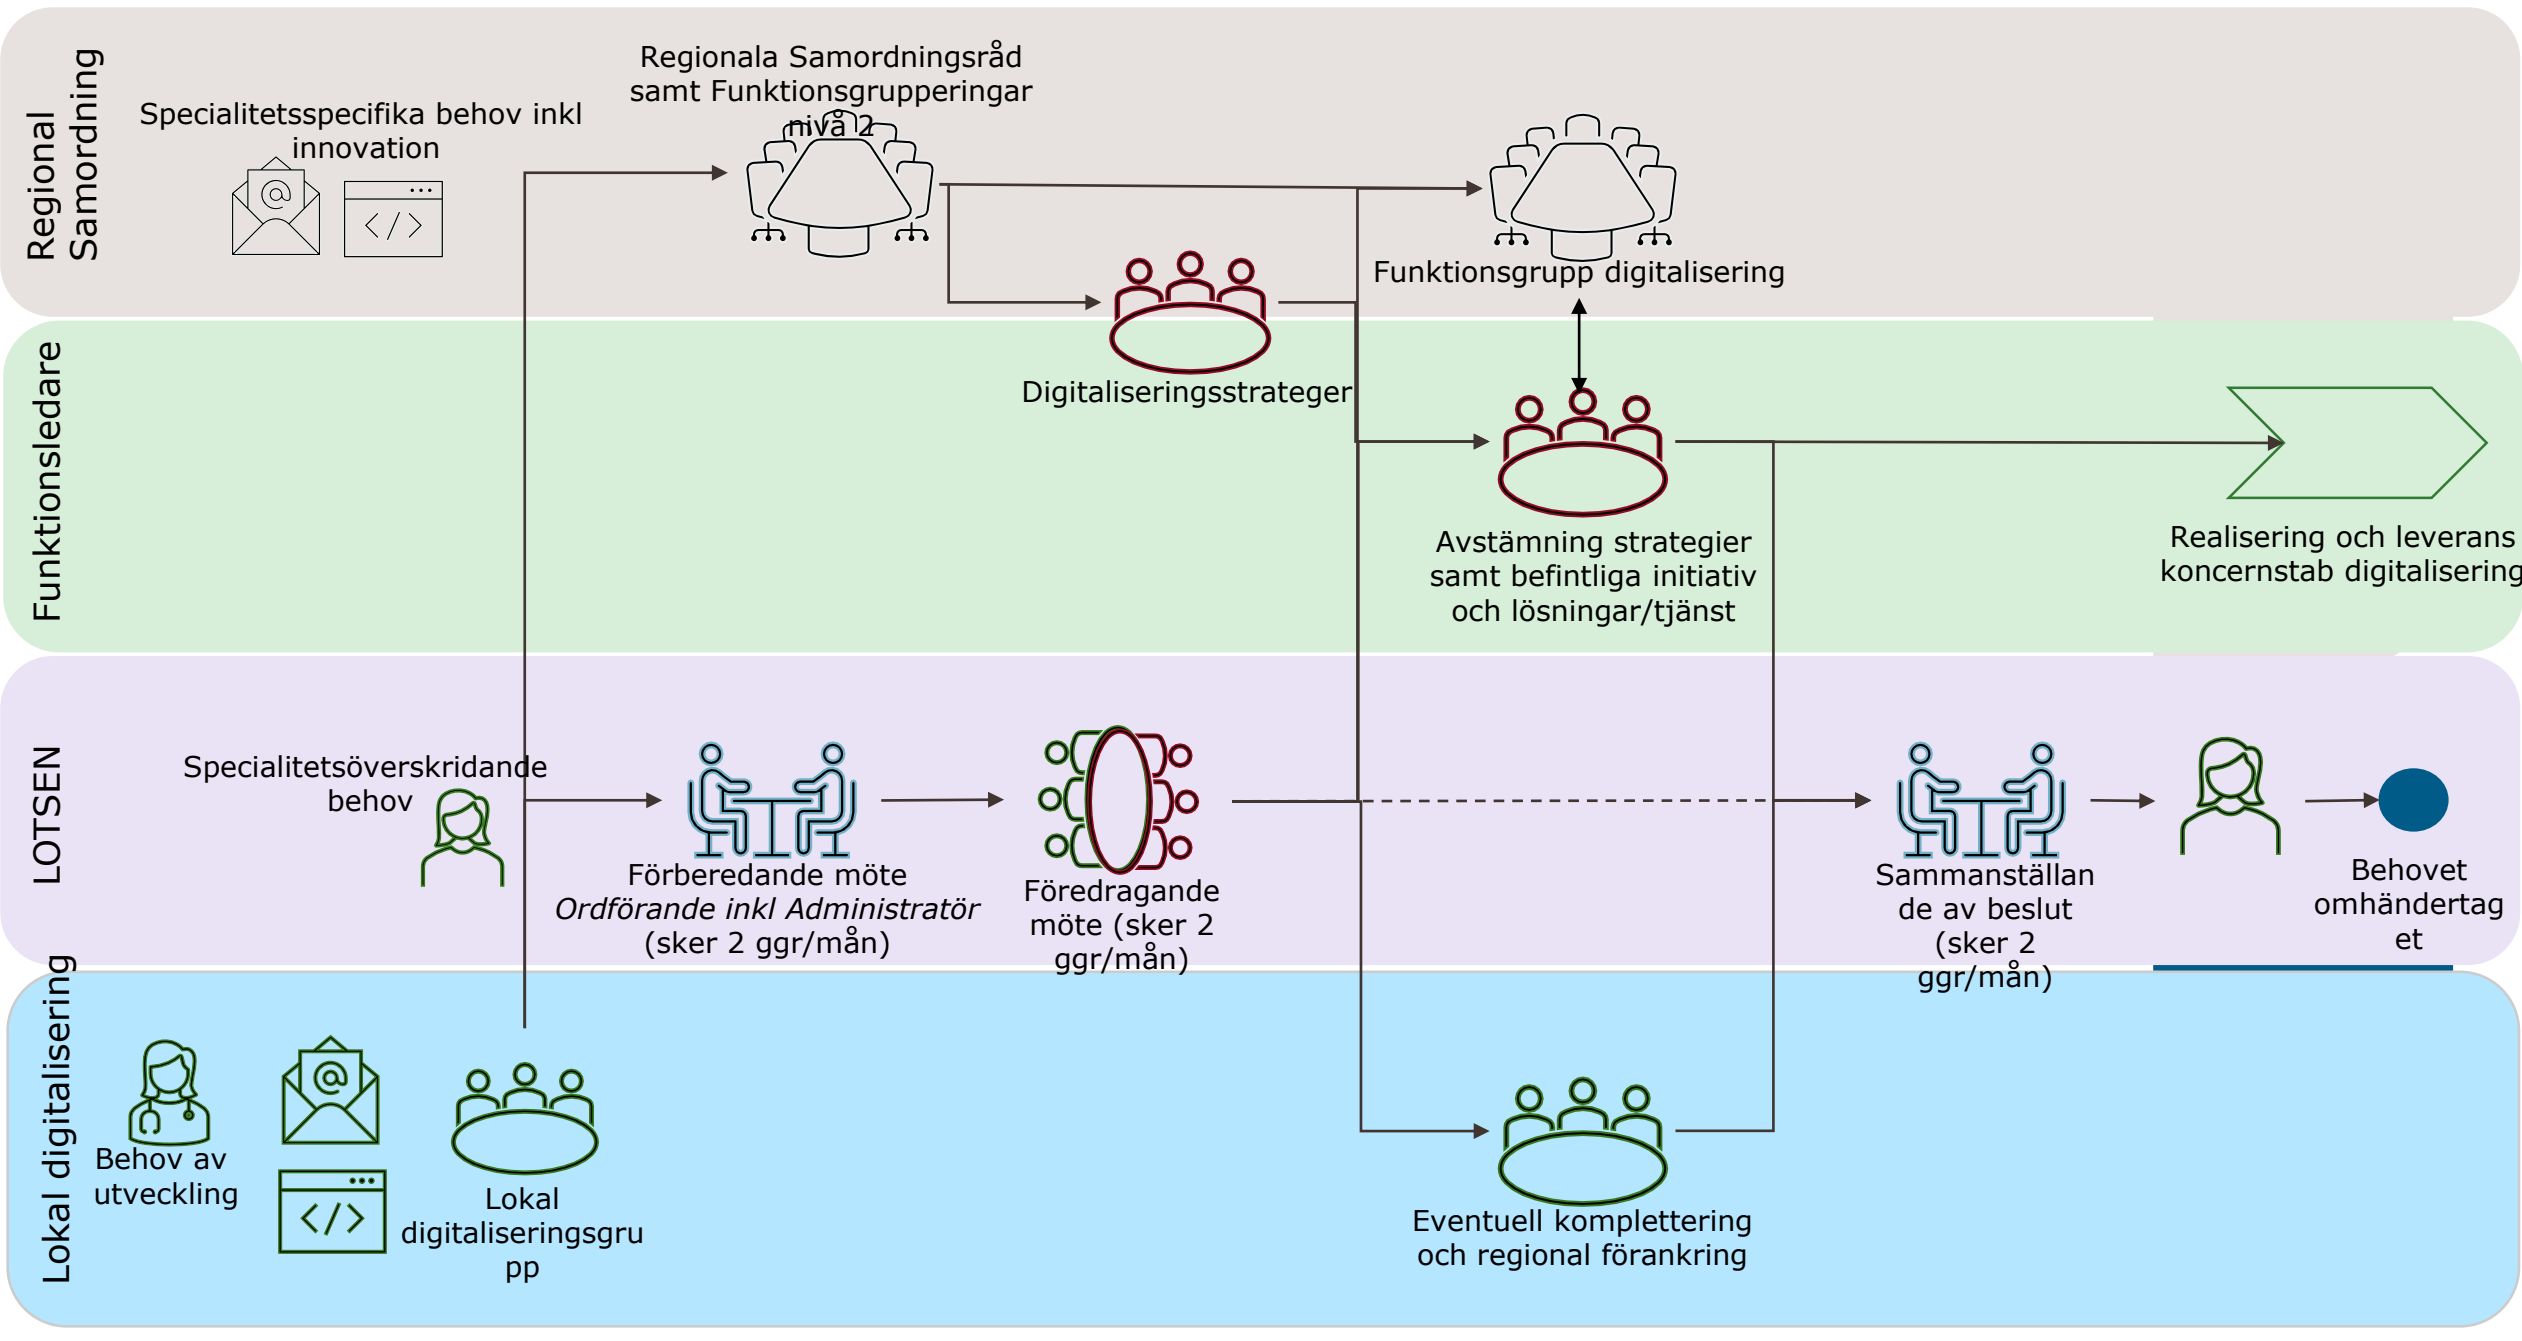 Regional
Samordning
Specialitetsspecifika behov inkl
innovation
Regionala Samordningsråd
samt Funktionsgrupperingar
nivå 2
Funktionsgrupp digitalisering
Funktionsledare
Digitaliseringsstrateger
Avstämning strategier
samt befintliga initiativ
och lösningar/tjänst
Realisering och leverans
koncernstab digitalisering
LOTSEN
Specialitetsöverskridande
behov
Förberedande möte
Ordförande inkl Administratör
(sker 2 ggr/mån)
Föredragande
möte (sker 2
ggr/mån)
Sammanställan
de av beslut
(sker 2
ggr/mån)
Behovet
omhändertag
et
Lokal digitalisering
Behov av
utveckling
Lokal
digitaliseringsgru
pp
Eventuell komplettering
och regional förankring